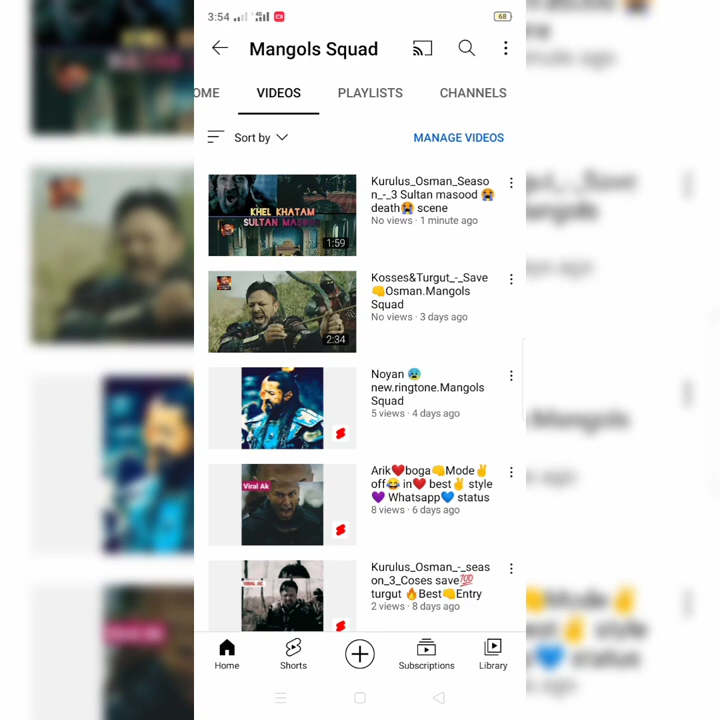 3:54
68
Mangols Squad
OME
VIDEOS
PLAYLISTS
CHANNELS
Sort by
MANAGE VIDEOS
KHEL KHATAM
1:59
Kurulus_Osman_Seaso
n_-_3 Sultan masood 😭
death😭 scene
No views · 1 minute ago
2:34
Kosses&Turgut_-_Save
👊Osman.Mangols
Squad
No views · 3 days ago
Noyan 😰
new.ringtone.Mangols
Squad
5 views · 4 days ago
Viral Ak
Arik❤️boga👊Mode✌️
off😂 in❤️ best✌️ style
💜 Whatsapp💙 status
8 views · 6 days ago
VIRAL AK
Kurulus_Osman_-_seas
on_3_Coses save💯
turgut 🔥Best👊Entry
2 views · 8 days ago
Home
Shorts
Subscriptions
Library